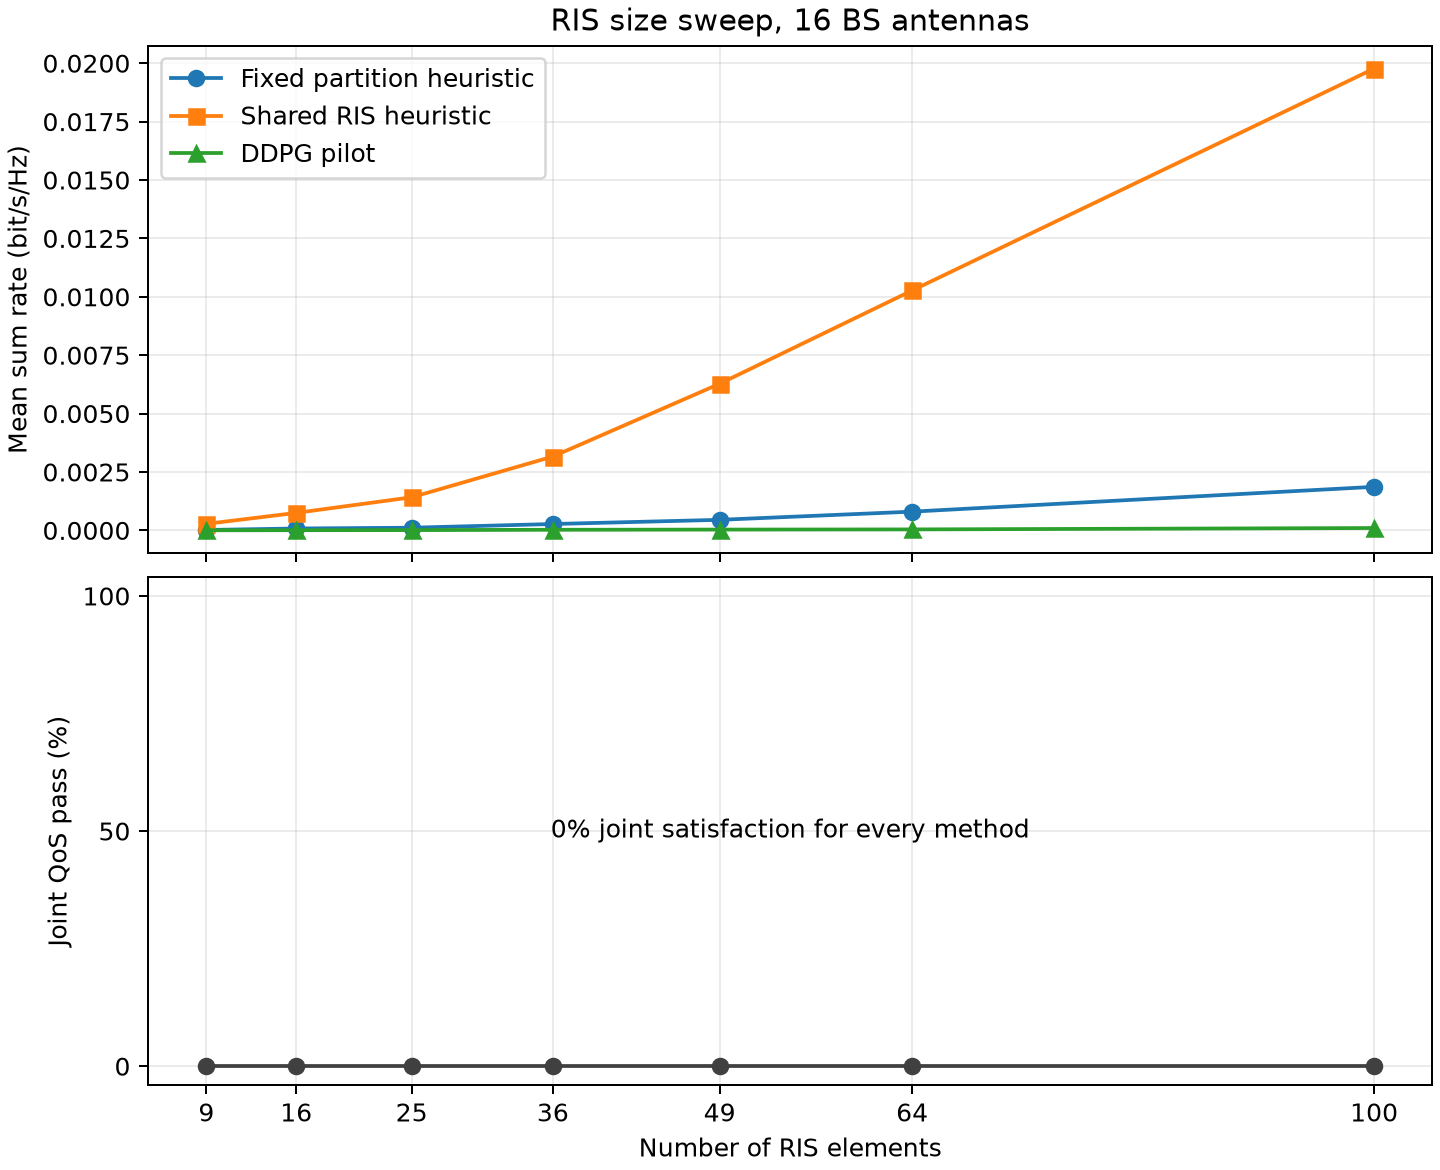 RIS size sweep, 16 BS antennas
Mean sum rate (bit/s/Hz)
0.0200
0.0175
0.0150
0.0125
0.0100
0.0075
0.0050
0.0025
0.0000
Fixed partition heuristic
Shared RIS heuristic
DDPG pilot
Joint QoS pass (%)
100
50
0
0% joint satisfaction for every method
9 16 25 36 49 64 100
Number of RIS elements